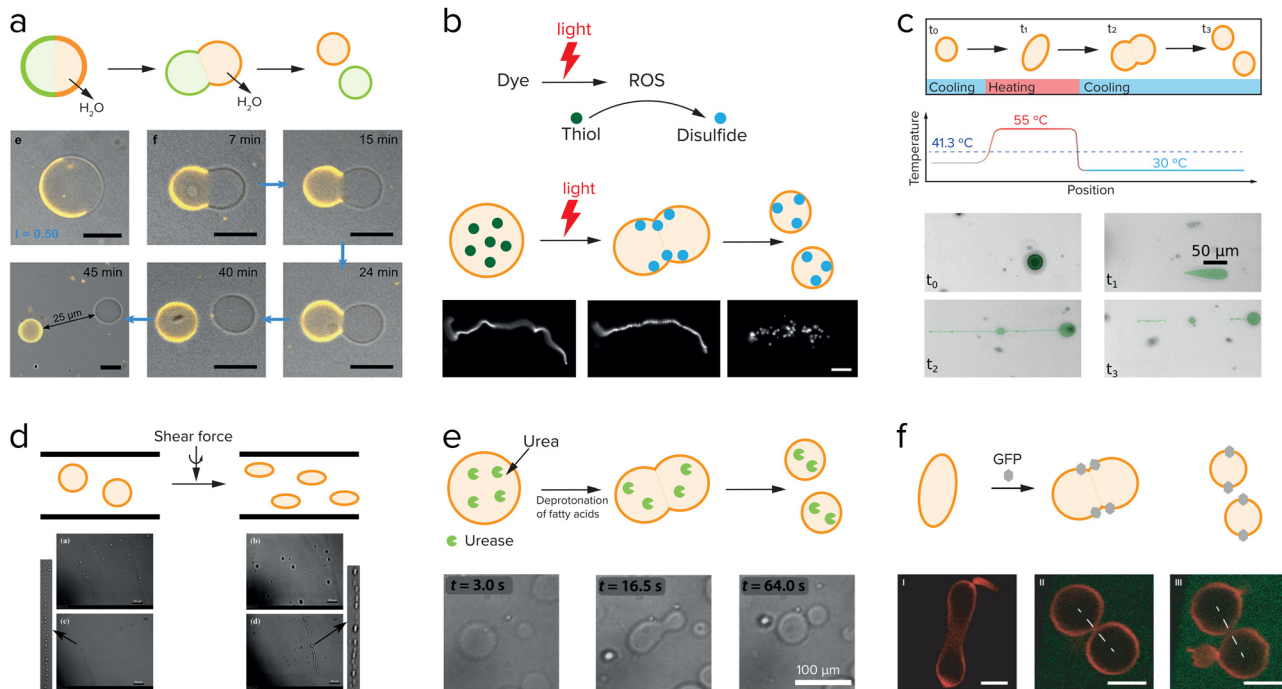 a
H₂O
H₂O
e
I = 0.50
f
7 min
15 min
45 min
25 µm
40 min
24 min
b
light
Dye
ROS
Thiol
Disulfide
light
c
t₀
t₁
t₂
t₃
Cooling
Heating
Cooling
Temperature
41.3 ºC
55 ºC
30 ºC
Position
t₀
50 µm
t₁
t₂
t₃
d
Shear force
(a)
(b)
(c)
(d)
e
Urea
Deprotonation
of fatty acids
Urease
t = 3.0 s
t = 16.5 s
t = 64.0 s
100 µm
f
GFP
I
II
III